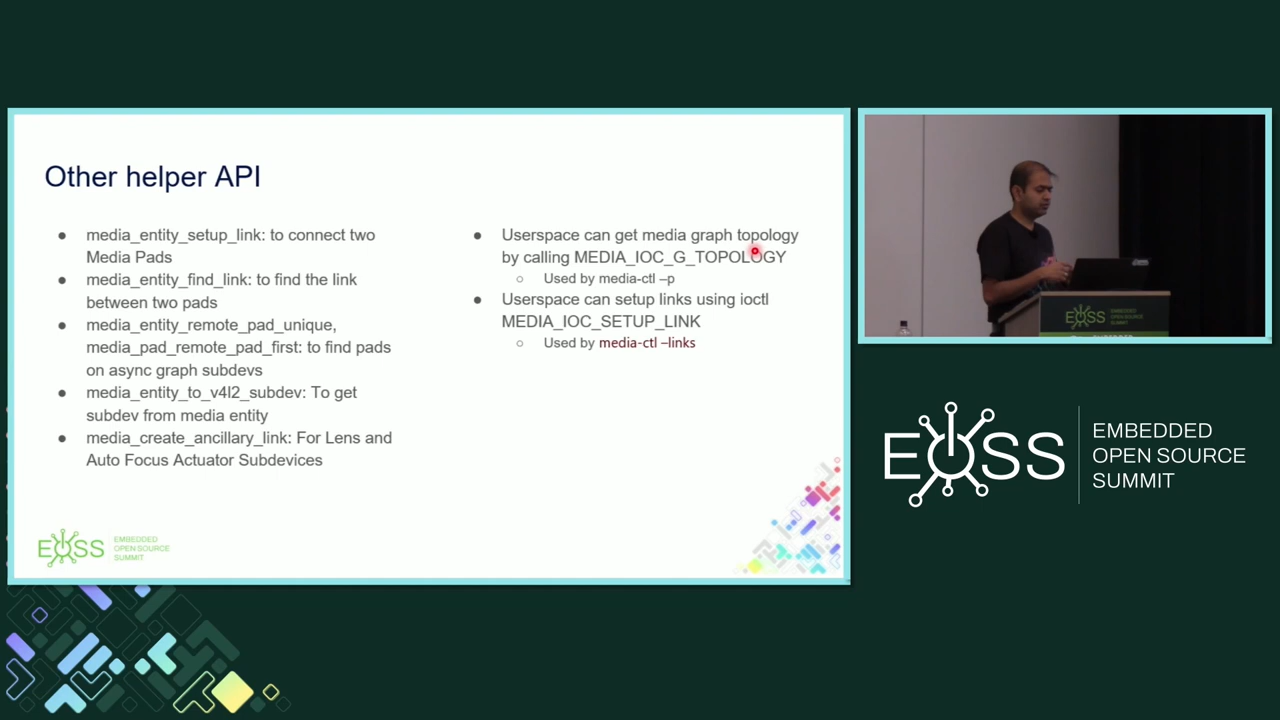 Other helper API
● media_entity_setup_link: to connect two
Media Pads
● media_entity_find_link: to find the link
between two pads
● media_entity_remote_pad_unique,
media_pad_remote_pad_first: to find pads
on async graph subdevs
● media_entity_to_v4l2_subdev: To get
subdev from media entity
● media_create_ancillary_link: For Lens and
Auto Focus Actuator Subdevices
● Userspace can get media graph topology
by calling MEDIA_IOC_G_TOPOLOGY
○ Used by media-ctl –p
● Userspace can setup links using ioctl
MEDIA_IOC_SETUP_LINK
○ Used by media-ctl –links
EOSS
EMBEDDED
OPEN SOURCE
SUMMIT
EOSS
EOSS
EMBEDDED
OPEN SOURCE
SUMMIT